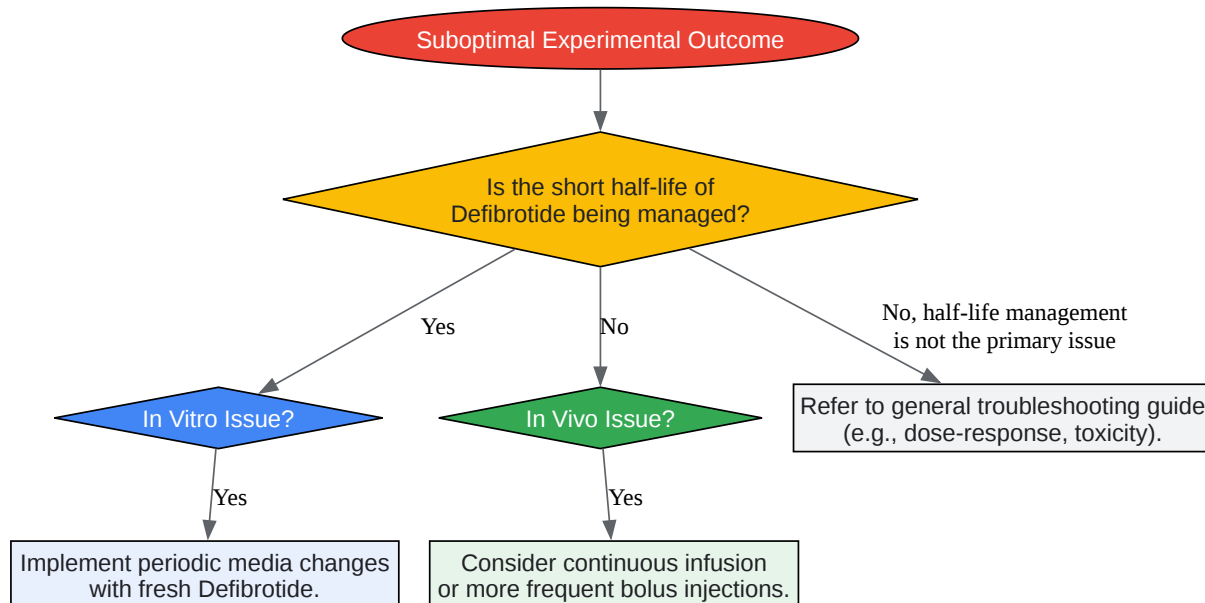 Suboptimal Experimental Outcome
Is the short half-life of
Defibrotide being managed?
Yes
No
No, half-life management
is not the primary issue
In Vitro Issue?
In Vivo Issue?
Refer to general troubleshooting guide
(e.g., dose-response, toxicity).
Yes
Yes
Implement periodic media changes
with fresh Defibrotide.
Consider continuous infusion
or more frequent bolus injections.